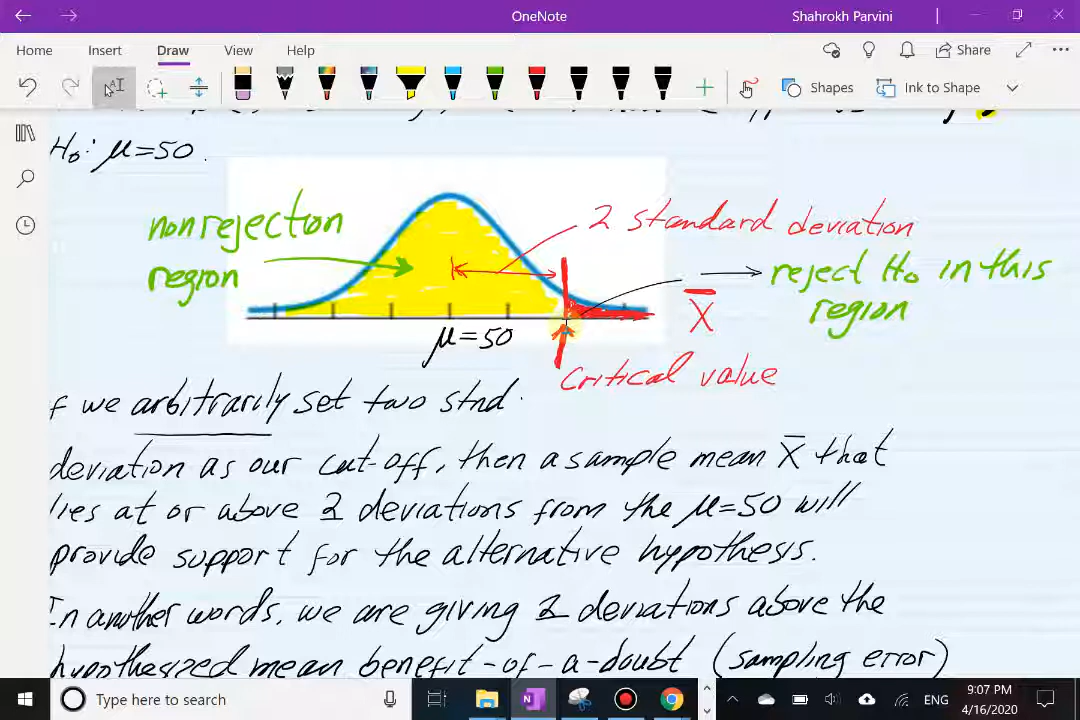 OneNote
Shahrokh Parvini
Home Insert Draw View Help
Share
Shapes
Ink to Shape
H₀: μ=50.
nonrejection
region
2 standard deviation
reject H₀ in this
region
X̄
μ=50
critical value
f we arbitrarily set two stnd.
deviation as our cut-off, then a sample mean X̄ that
lies at or above 2 deviations from the μ=50 will
provide support for the alternative hypothesis.
In another words, we are giving 2 deviations above the
hypothesized mean benefit-of-a-doubt (sampling error)
Type here to search
ENG
9:07 PM
4/16/2020